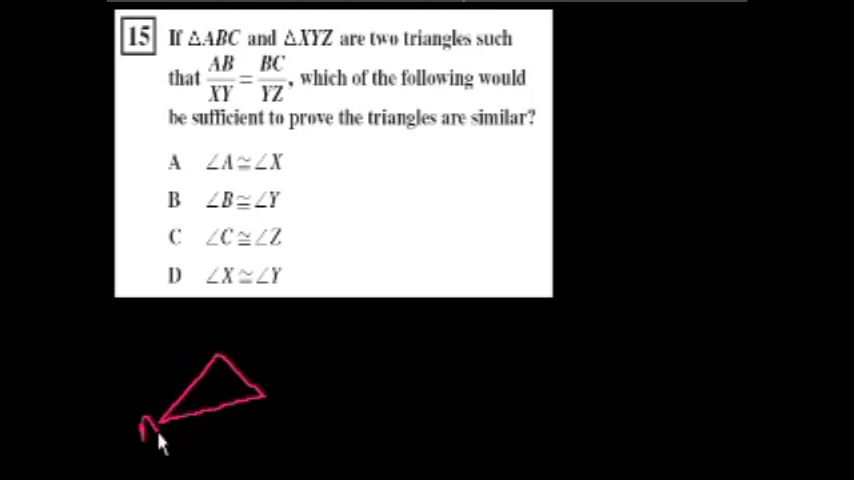 15 If △ABC and △XYZ are two triangles such
that AB/XY = BC/YZ, which of the following would
be sufficient to prove the triangles are similar?
A ∠A≅∠X
B ∠B≅∠Y
C ∠C≅∠Z
D ∠X≅∠Y